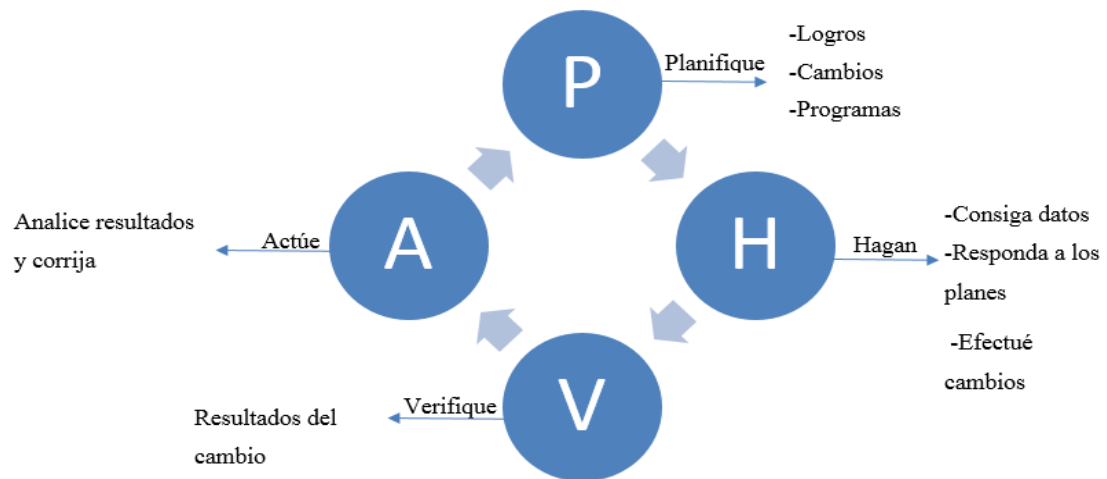 P
Planifique
-Logros
-Cambios
-Programas
H
Hagan
-Consiga datos
-Responda a los
planes
-Efectué
cambios
V
Verifique
Resultados del
cambio
A
Actúe
Analice resultados
y corrija